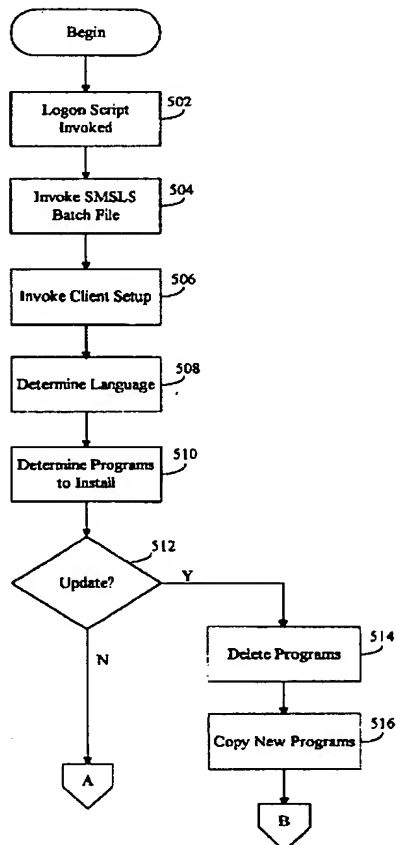 Begin
502
Logon Script
Invoked
504
Invoke SMSLS
Batch File
506
Invoke Client Setup
508
Determine Language
510
Determine Programs
to Install
512
Update?
Y
N
514
Delete Programs
516
Copy New Programs
A
B